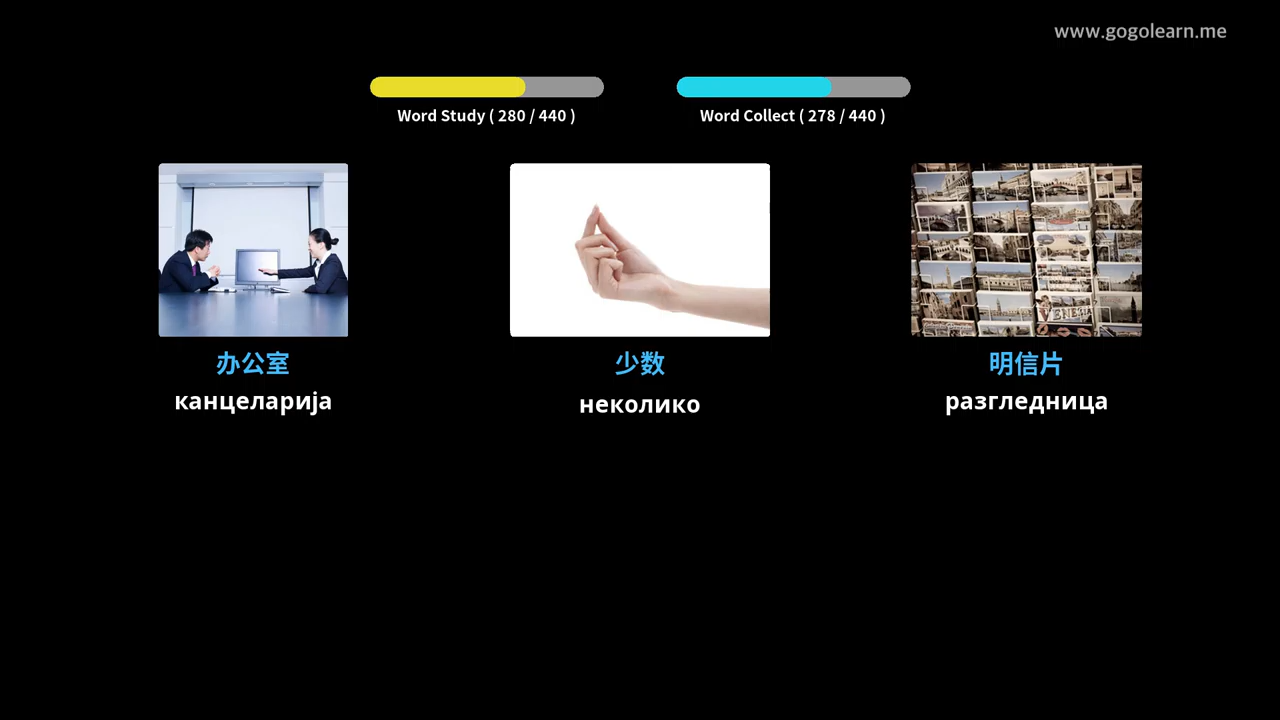 www.gogolearn.me
Word Study ( 280 / 440 )
Word Collect ( 278 / 440 )
VENEZIA
办公室
少数
明信片
канцеларија
неколико
разгледница